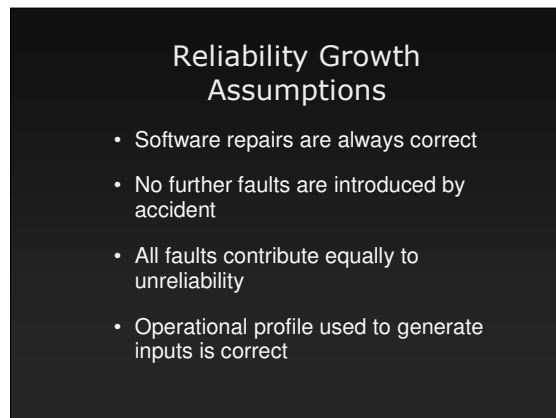 Reliability Growth
Assumptions
• Software repairs are always correct
• No further faults are introduced by
accident
• All faults contribute equally to
unreliability
• Operational profile used to generate
inputs is correct